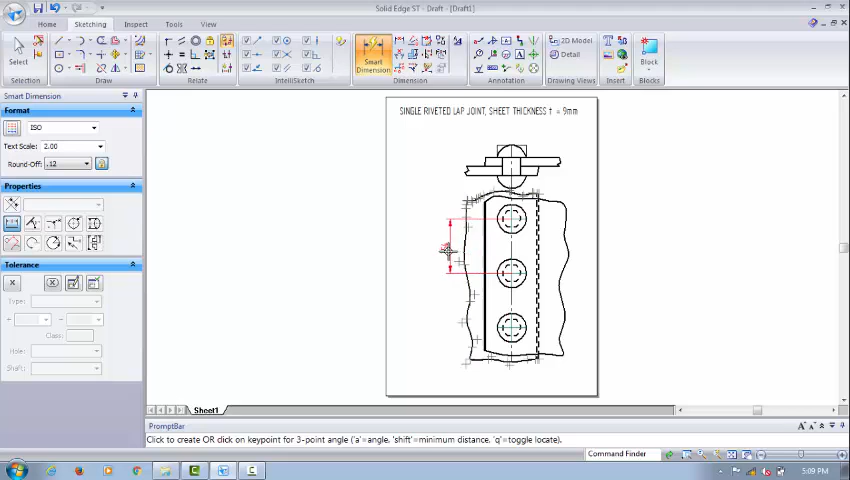 Solid Edge ST - Draft - [Draft1]
Home
Sketching
Inspect
Tools
View
Select
Smart
Dimension
2D Model
Detail
Block
Selection
Draw
Relate
IntelliSketch
Dimension
Annotation
Drawing Views
Blocks
Smart Dimension
Format
ISO
Text Scale: 2.00
Round-Off: .12
Properties
Tolerance
Type:
Class:
Hole:
Shaft:
SINGLE RIVETED LAP JOINT, SHEET THICKNESS t = 9mm
Sheet1
PromptBar
Click to create OR click on keypoint for 3-point angle ('a'=angle, 'shift'=minimum distance, 'q'=toggle locate).
Command Finder
5:09 PM